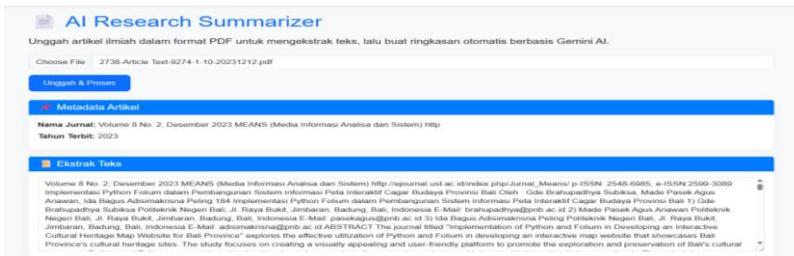 AI Research Summarizer
Unggah artikel ilmiah dalam format PDF untuk mengekstrak teks, lalu buat ringkasan otomatis berbasis Gemini AI.
Choose File 2736-Article Text-9274-1-10-20231212.pdf
Unggah & Proses
Metadata Artikel
Nama Jurnal: Volume 8 No. 2, Desember 2023 MEANS (Media Informasi Analisa dan Sistem) http
Tahun Terbit: 2023
Ekstrak Teks
Volume 8 No. 2, Desember 2023 MEANS (Media Informasi Analisa dan Sistem) http://ejournal.ust.ac.id/index.php/Jurnal_Means/ p-ISSN: 2548-6985, e-ISSN:2599-3089
Implementasi Python Folium dalam Pembangunan Sistem Informasi Peta Interaktif Cagar Budaya Provinsi Bali Oleh : Gde Brahupadhya Subiksa, Made Pasek Agus
Ariawan, Ida Bagus Adisimakrisna Peling 184 Implementasi Python Folium dalam Pembangunan Sistem Informasi Peta Interaktif Cagar Budaya Provinsi Bali 1) Gde
Brahupadhya Subiksa Politeknik Negeri Bali, Jl. Raya Bukit, Jimbaran, Badung, Bali, Indonesia E-Mail: brahupadhya@pnb.ac.id 2) Made Pasek Agus Ariawan Politeknik
Negeri Bali, Jl. Raya Bukit, Jimbaran, Badung, Bali, Indonesia E-Mail: pasekagus@pnb.ac.id 3) Ida Bagus Adisimakrisna Peling Politeknik Negeri Bali, Jl. Raya Bukit,
Jimbaran, Badung, Bali, Indonesia E-Mail: adisimakrisna@pnb.ac.id ABSTRACT The journal titled "Implementation of Python and Folium in Developing an Interactive
Cultural Heritage Map Website for Bali Province" explores the effective utilization of Python and Folium in developing an interactive map website that showcases Bali
Province's cultural heritage sites. The study focuses on creating a visually appealing and user-friendly platform to promote the exploration and preservation of Bali's cultural